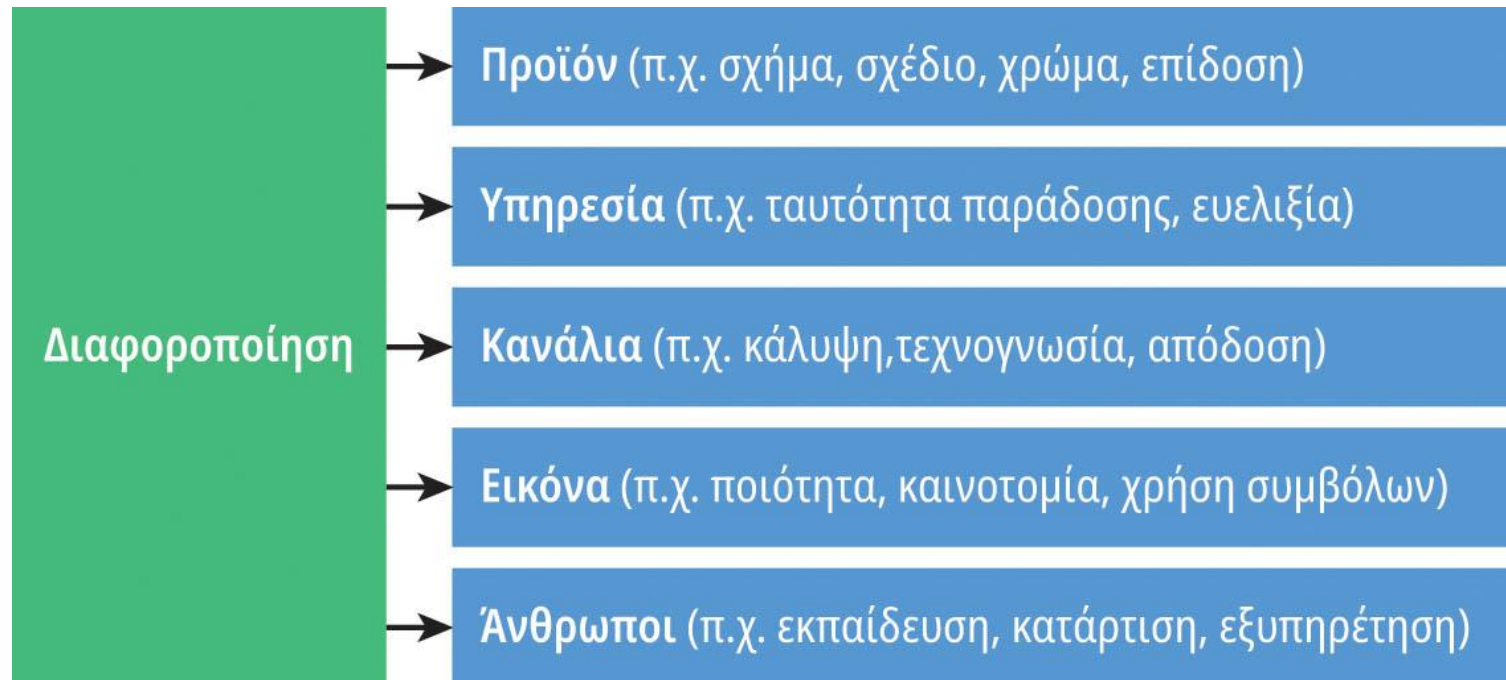 Διαφοροποίηση
Προϊόν (π.χ. σχήμα, σχέδιο, χρώμα, επίδοση)
Υπηρεσία (π.χ. ταυτότητα παράδοσης, ευελιξία)
Κανάλια (π.χ. κάλυψη,τεχνογνωσία, απόδοση)
Εικόνα (π.χ. ποιότητα, καινοτομία, χρήση συμβόλων)
Άνθρωποι (π.χ. εκπαίδευση, κατάρτιση, εξυπηρέτηση)